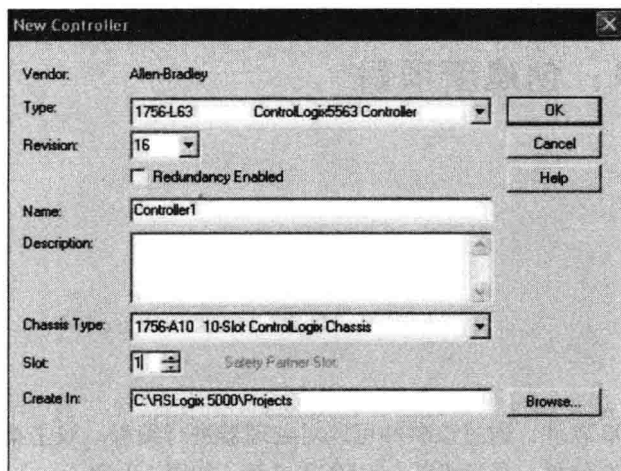 New Controller
Vendor: Allen-Bradley
Type: 1756-L63 ControlLogix5563 Controller OK
Revision: 16 Cancel
Redundancy Enabled Help
Name: Controller1
Description:
Chassis Type: 1756-A10 10-Slot ControlLogix Chassis
Slot: 1 Safety Partner Slot:
Create In: C:\RSLogix 5000\Projects Browse...